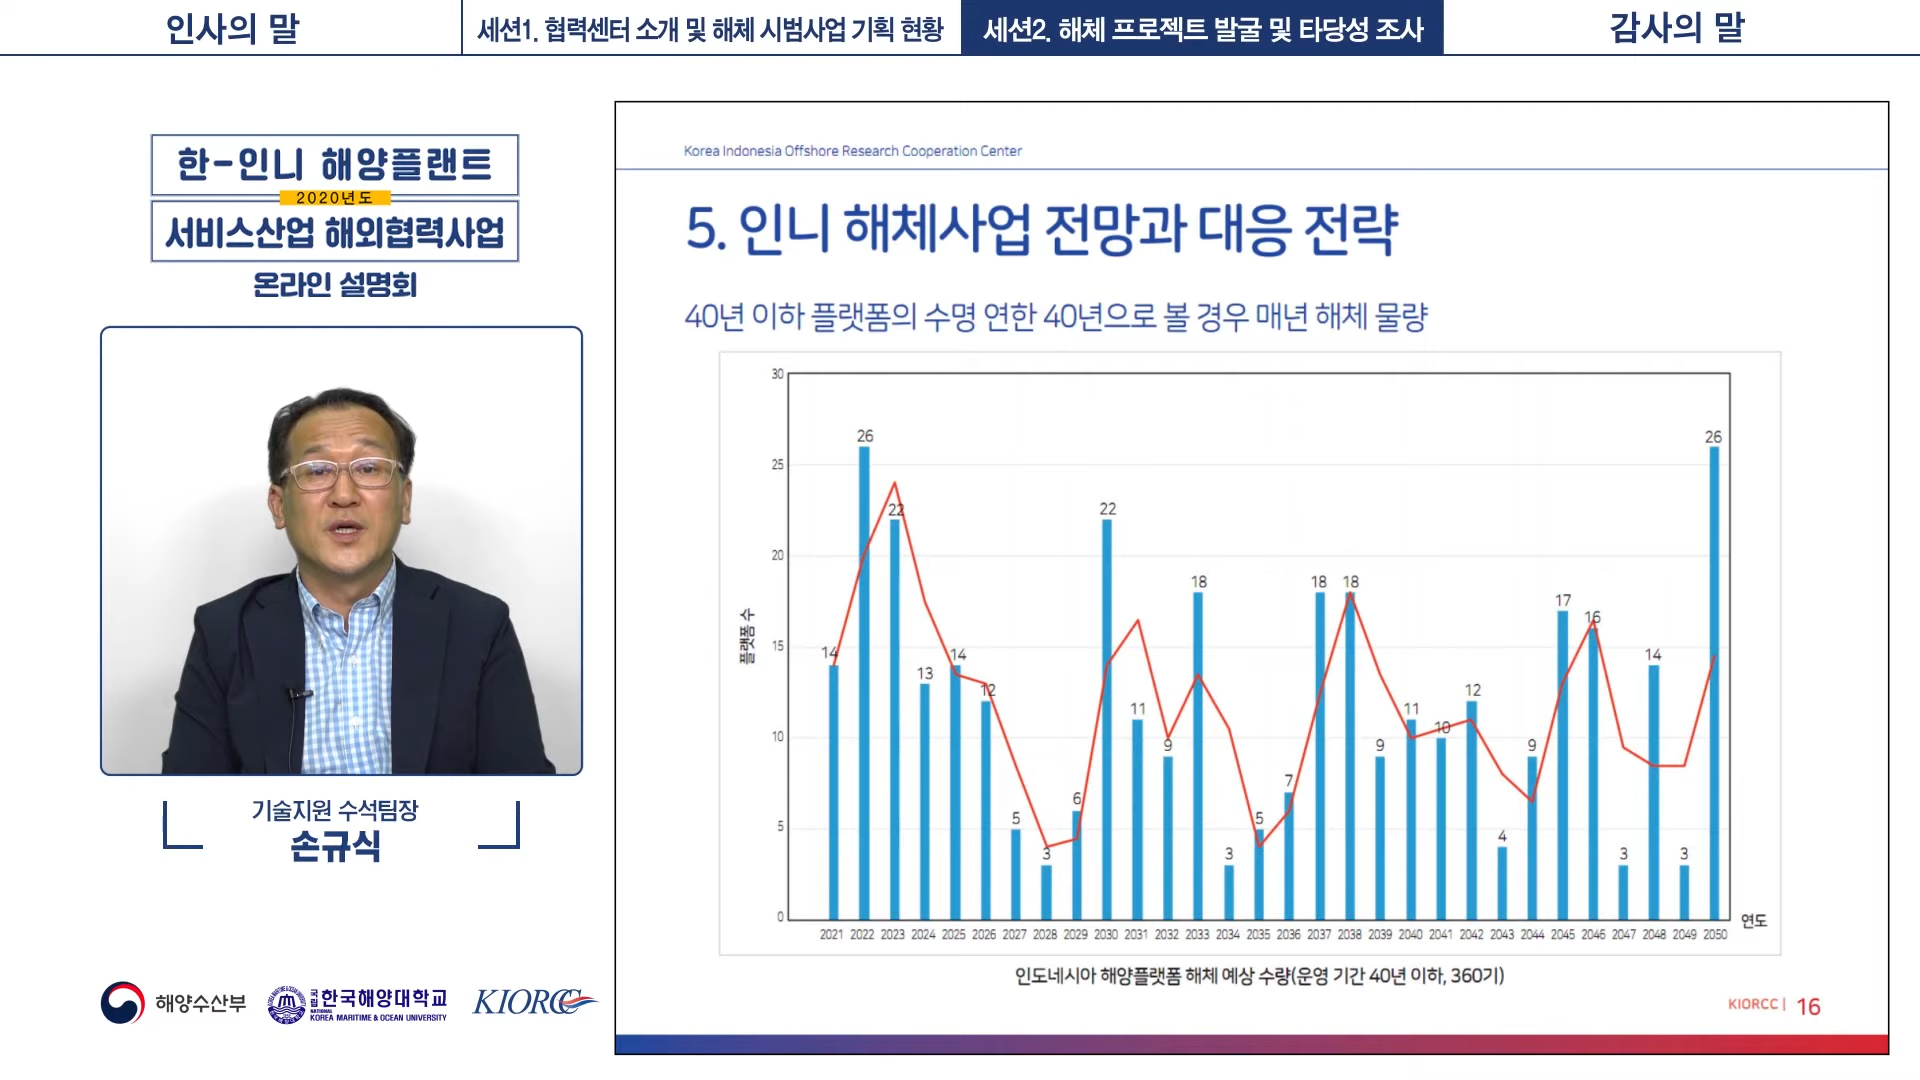 인사의 말
세션1. 협력센터 소개 및 해체 시범사업 기획 현황
세션2. 해체 프로젝트 발굴 및 타당성 조사
감사의 말
한-인니 해양플랜트
2020년도
서비스산업 해외협력사업
온라인 설명회
기술지원 수석팀장
손규식
해양수산부
국립한국해양대학교
NATIONAL
KOREA MARITIME & OCEAN UNIVERSITY
KIORCC
Korea Indonesia Offshore Research Cooperation Center
5. 인니 해체사업 전망과 대응 전략
40년 이하 플랫폼의 수명 연한 40년으로 볼 경우 매년 해체 물량
플랫폼 수
30
25
20
15
10
5
0
14 26 22 13 14 12 5 3 6 22 11 9 18 3 5 7 18 18 9 11 10 12 4 9 17 16 3 14 3 26
2021 2022 2023 2024 2025 2026 2027 2028 2029 2030 2031 2032 2033 2034 2035 2036 2037 2038 2039 2040 2041 2042 2043 2044 2045 2046 2047 2048 2049 2050
연도
인도네시아 해양플랫폼 해체 예상 수량(운영 기간 40년 이하, 360기)
KIORCC | 16